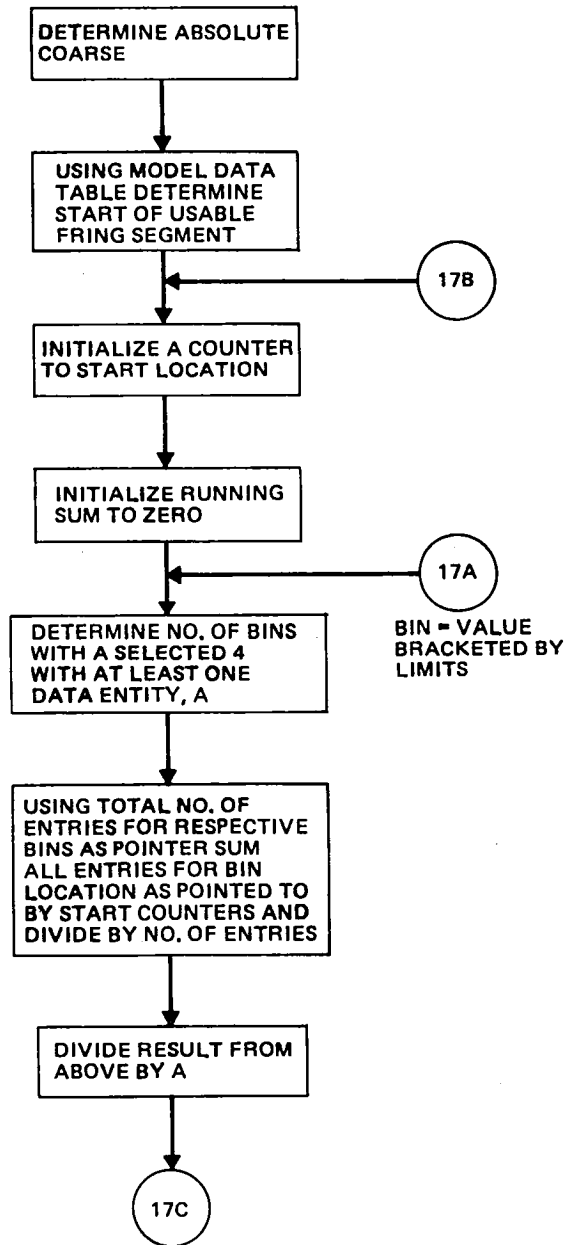 DETERMINE ABSOLUTE
COARSE
USING MODEL DATA
TABLE DETERMINE
START OF USABLE
FRING SEGMENT
17B
INITIALIZE A COUNTER
TO START LOCATION
INITIALIZE RUNNING
SUM TO ZERO
17A
BIN = VALUE
BRACKETED BY
LIMITS
DETERMINE NO. OF BINS
WITH A SELECTED 4
WITH AT LEAST ONE
DATA ENTITY, A
USING TOTAL NO. OF
ENTRIES FOR RESPECTIVE
BINS AS POINTER SUM
ALL ENTRIES FOR BIN
LOCATION AS POINTED TO
BY START COUNTERS AND
DIVIDE BY NO. OF ENTRIES
DIVIDE RESULT FROM
ABOVE BY A
17C